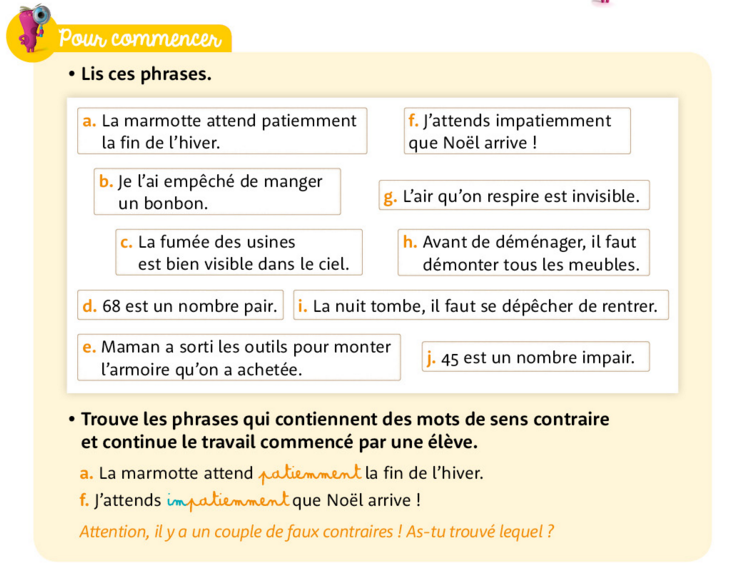 Pour commencer
• Lis ces phrases.
a. La marmotte attend patiemment
la fin de l'hiver.
f. J'attends impatiemment
que Noël arrive !
b. Je l'ai empêché de manger
un bonbon.
g. L'air qu'on respire est invisible.
c. La fumée des usines
est bien visible dans le ciel.
h. Avant de déménager, il faut
démonter tous les meubles.
d. 68 est un nombre pair.
i. La nuit tombe, il faut se dépêcher de rentrer.
e. Maman a sorti les outils pour monter
l'armoire qu'on a achetée.
j. 45 est un nombre impair.
• Trouve les phrases qui contiennent des mots de sens contraire
et continue le travail commencé par une élève.
a. La marmotte attend patiemment la fin de l'hiver.
f. J'attends impatiemment que Noël arrive !
Attention, il y a un couple de faux contraires ! As-tu trouvé lequel ?